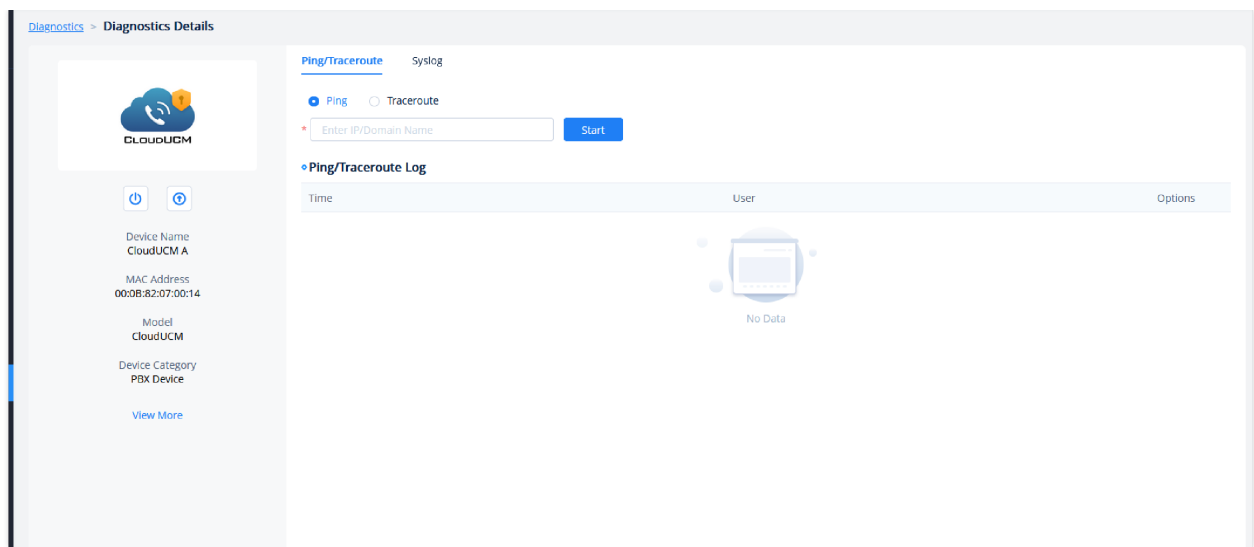 Diagnostics > Diagnostics Details
CLOUDUCM
Device Name
CloudUCM A
MAC Address
00:0B:82:07:00:14
Model
CloudUCM
Device Category
PBX Device
View More
Ping/Traceroute Syslog
Ping Traceroute
* Enter IP/Domain Name Start
Ping/Traceroute Log
Time User Options
No Data